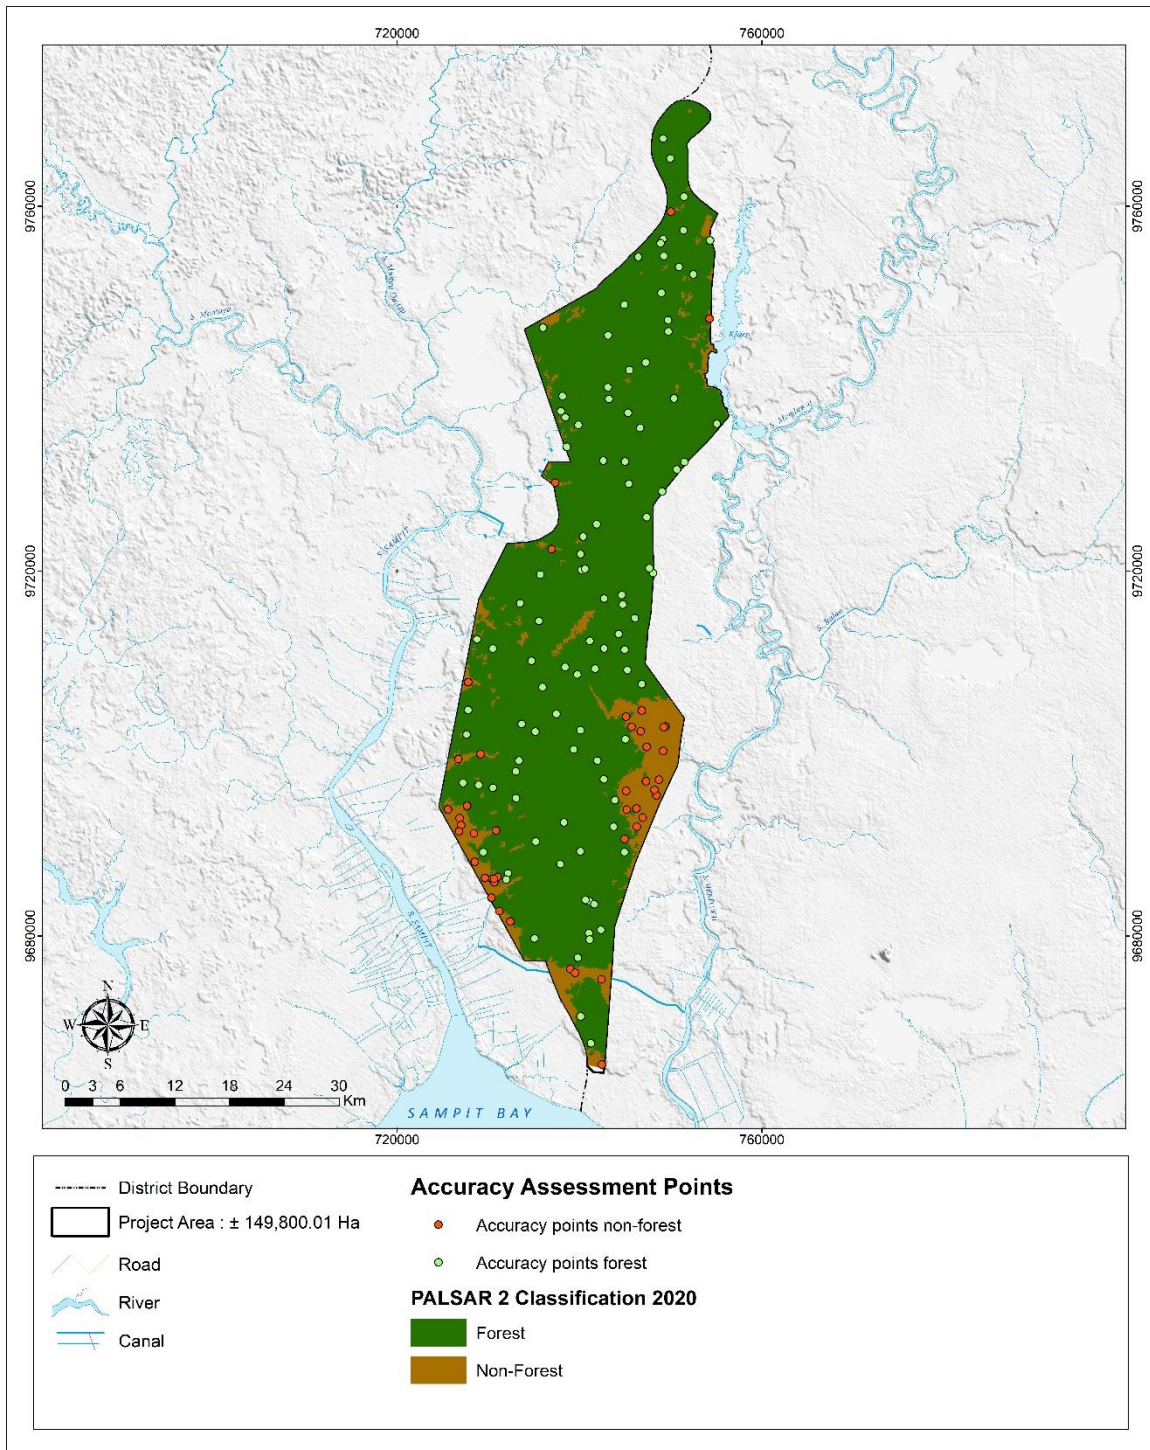 720000
760000
9760000
9760000
S. Mentaya
S. Mentawai
S. SAMPIT
9720000
9720000
S. Bulan
S. SAMPIT
9680000
9680000
N
W
E
S
0 3 6 12 18 24 30
Km
SAMPIT BAY
720000
760000
District Boundary
Project Area : ± 149,800.01 Ha
Road
River
Canal
Accuracy Assessment Points
Accuracy points non-forest
Accuracy points forest
PALSAR 2 Classification 2020
Forest
Non-Forest